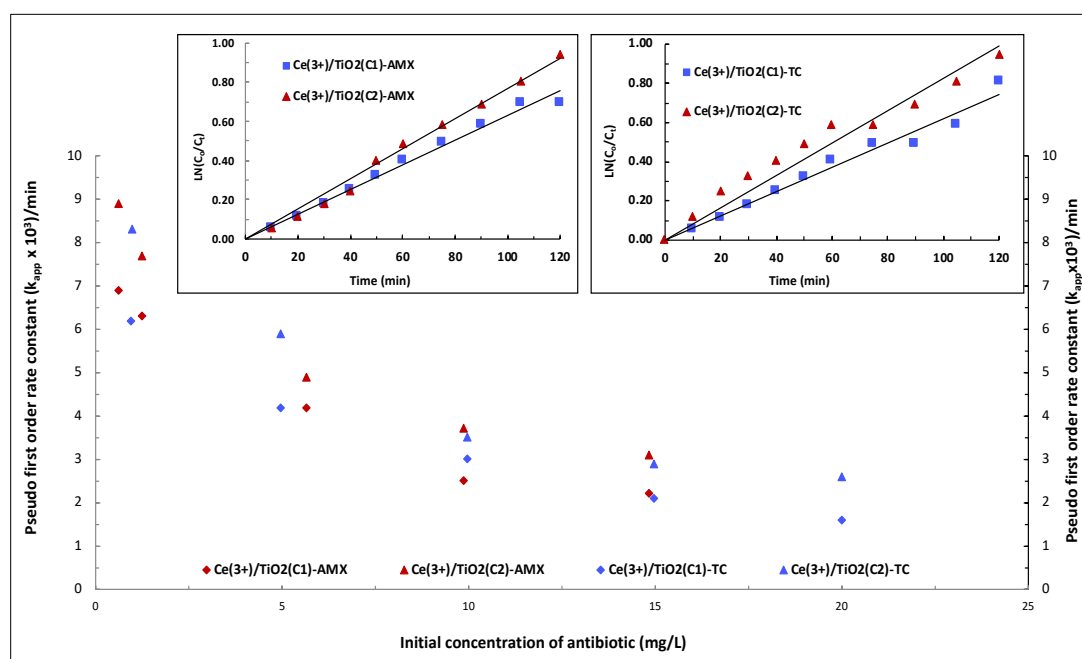 1.00
0.80
0.60
0.40
0.20
0.00
LN(C₀/Cₜ)
Ce(3+)/TiO2(C1)-AMX
Ce(3+)/TiO2(C2)-AMX
0 20 40 60 80 100 120
Time (min)
1.00
0.80
0.60
0.40
0.20
0.00
LN(C₀/Cₜ)
Ce(3+)/TiO2(C1)-TC
Ce(3+)/TiO2(C2)-TC
0 20 40 60 80 100 120
Time (min)
Pseudo first order rate constant (kₐₚₚ x 10³)/min
10
9
8
7
6
5
4
3
2
1
0
10
9
8
7
6
5
4
3
2
1
0
Pseudo first order rate constant (kₐₚₚx10³)/min
Ce(3+)/TiO2(C1)-AMX Ce(3+)/TiO2(C2)-AMX Ce(3+)/TiO2(C1)-TC Ce(3+)/TiO2(C2)-TC
0 5 10 15 20 25
Initial concentration of antibiotic (mg/L)